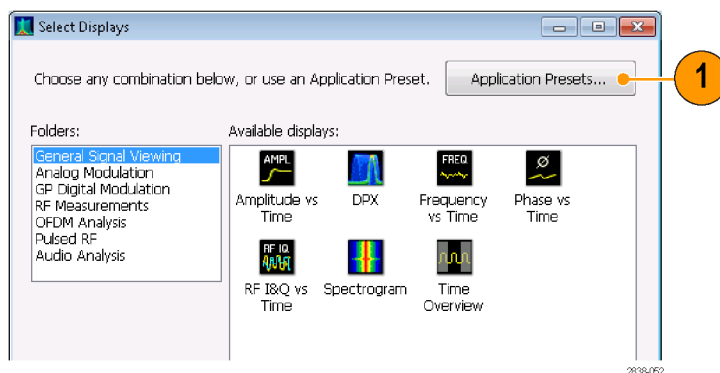 Select Displays
Choose any combination below, or use an Application Preset.
Application Presets...
1
Folders:
General Signal Viewing
Analog Modulation
GP Digital Modulation
RF Measurements
OFDM Analysis
Pulsed RF
Audio Analysis
Available displays:
AMPL
Amplitude vs
Time
DPX
FREQ
Frequency
vs Time
Ø
Phase vs
Time
RF IQ
RF I&Q vs
Time
Spectrogram
Time
Overview
2838-052